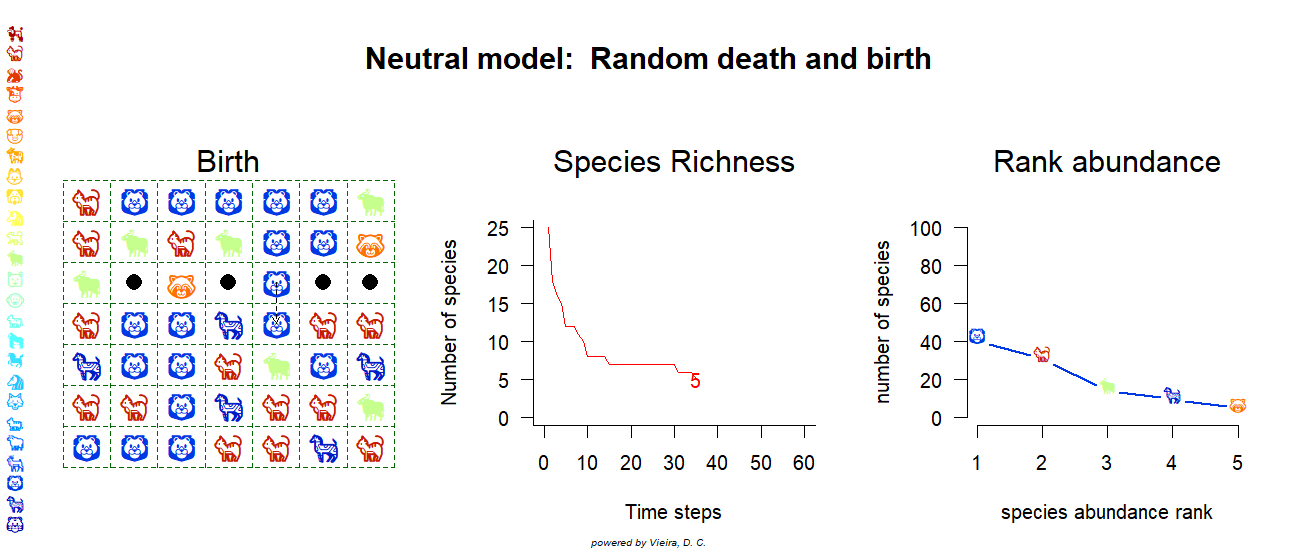 Neutral model:  Random death and birth
Birth
Species Richness
Rank abundance
Number of species
25
20
15
10
5
0
5
0 10 20 30 40 50 60
Time steps
number of species
100
80
60
40
20
0
1 2 3 4 5
species abundance rank
powered by Vieira, D. C.